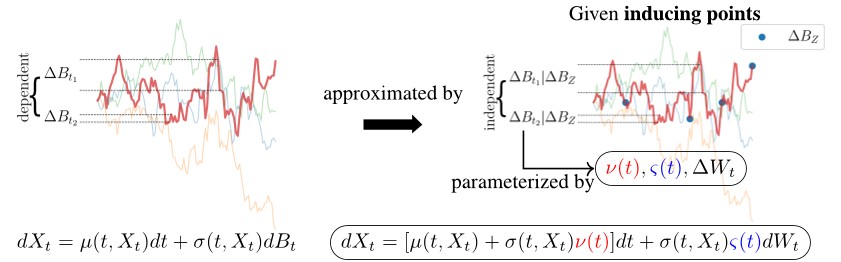 Given inducing points
ΔB_Z
dependent
ΔB_{t_1}
ΔB_{t_2}
approximated by
independent
ΔB_{t_1}|ΔB_Z
ΔB_{t_2}|ΔB_Z
parameterized by
ν(t), ς(t), ΔW_t
dX_t = μ(t, X_t)dt + σ(t, X_t)dB_t
dX_t = [μ(t, X_t) + σ(t, X_t)ν(t)]dt + σ(t, X_t)ς(t)dW_t